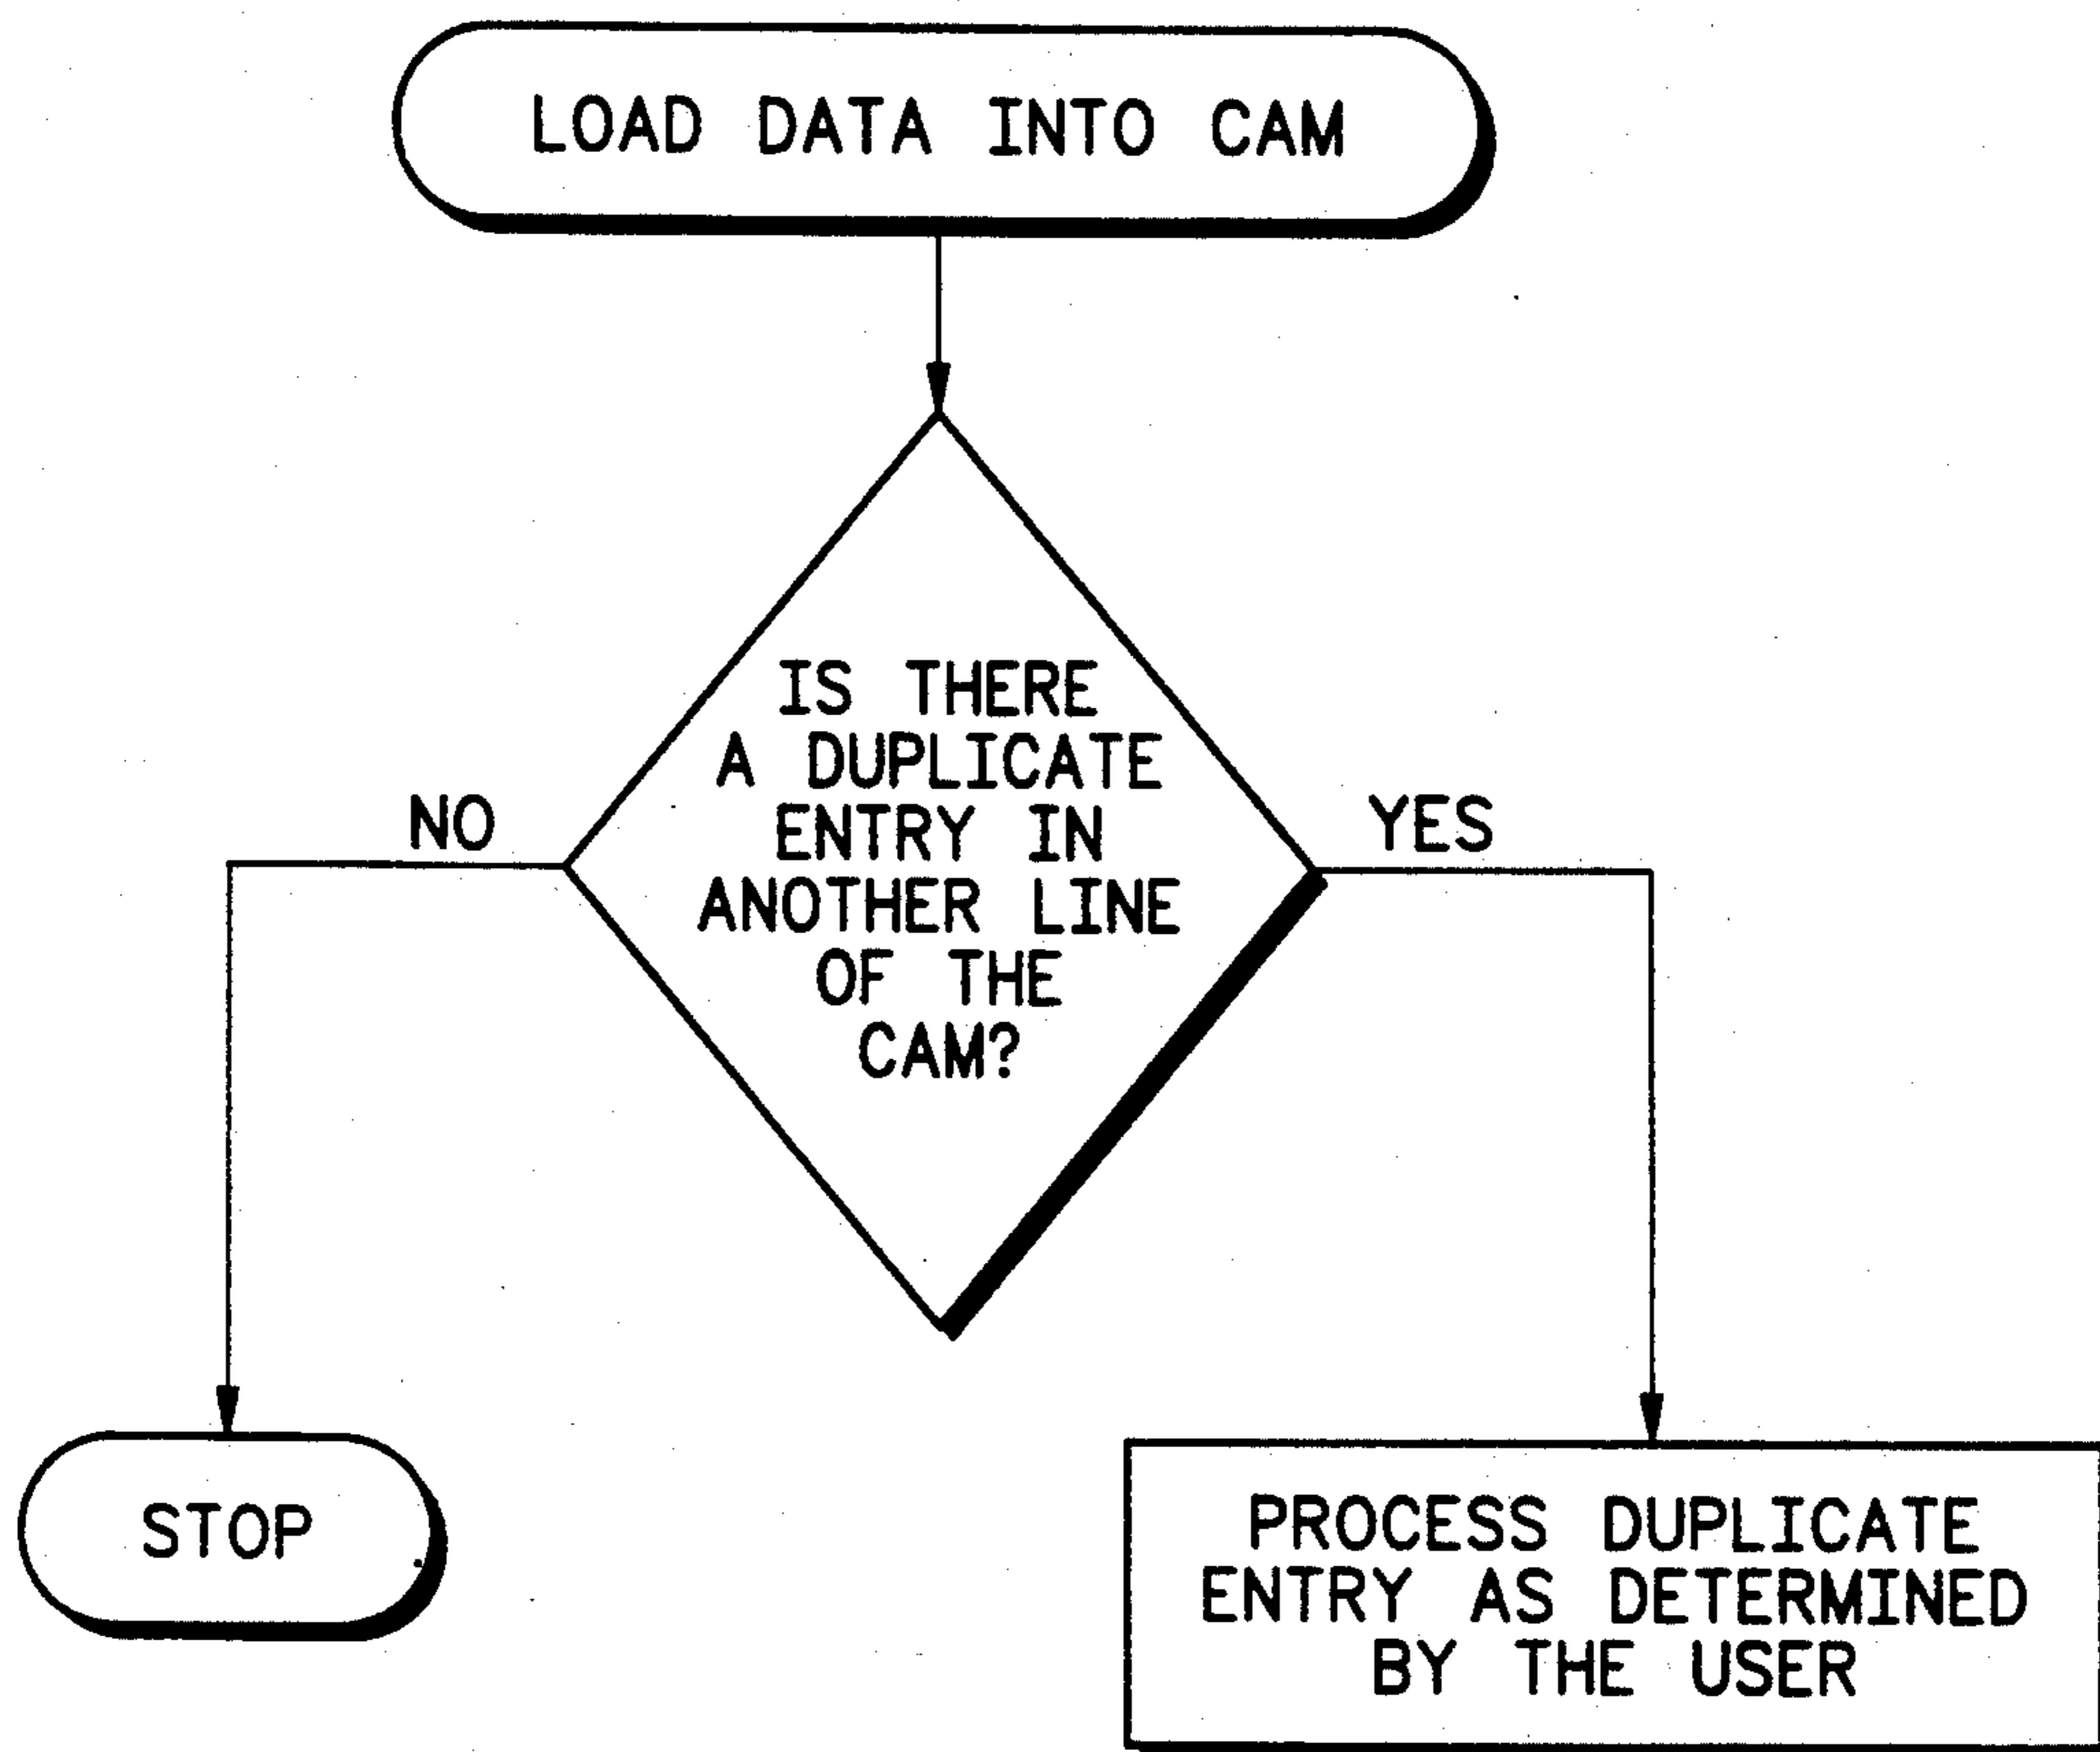 LOAD DATA INTO CAM
IS THERE
A DUPLICATE
ENTRY IN
ANOTHER LINE
OF THE
CAM?
NO
YES
STOP
PROCESS DUPLICATE
ENTRY AS DETERMINED
BY THE USER